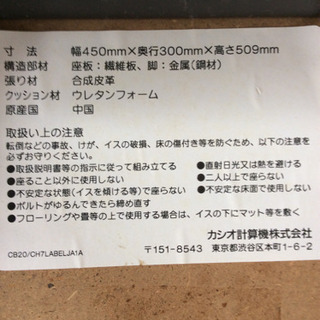 寸　法　幅450mm×奥行300mm×高さ509mm
構造部材　座板：繊維板、脚：金属（鋼材）
張り材　合成皮革
クッション材　ウレタンフォーム
原産国　中国
取扱い上の注意
転倒などの事故、けが、イスの破損、床の傷付き等を防ぐため、以下の注意を
必ずお守りください。
●取扱説明書等の指示に従って組み立てる　●直射日光又は熱を避ける
●座ること以外に使用しない　●二人以上で座らない
●不安定な状態（イスを傾ける等）で座らない　●不安定な床面で使用しない
●ボルトがゆるんできたら締め直す
●フローリングや畳等の上で使用する場合は、イスの下にマット等を敷く
カシオ計算機株式会社
〒151-8543　東京都渋谷区本町1-6-2
CB20/CH7LABELJA1A